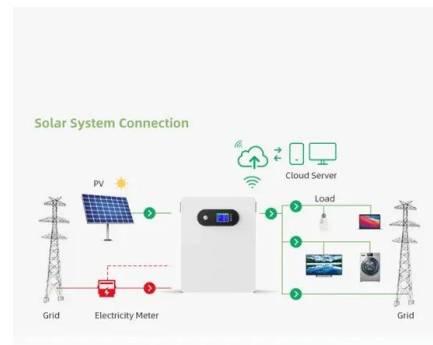 Solar System Connection
Cloud Server
PV
Load
Grid
Electricity Meter
Grid